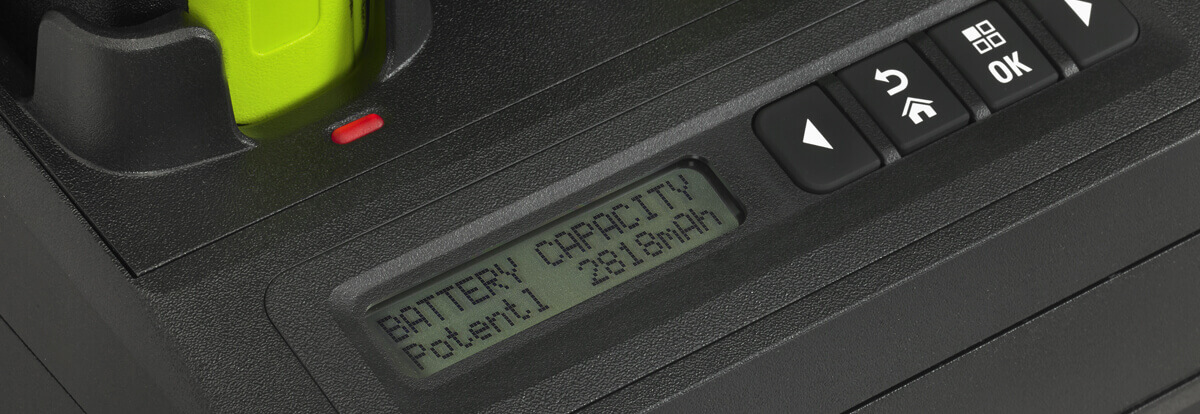 BATTERY CAPACITY
Potentl 2818mAh
OK